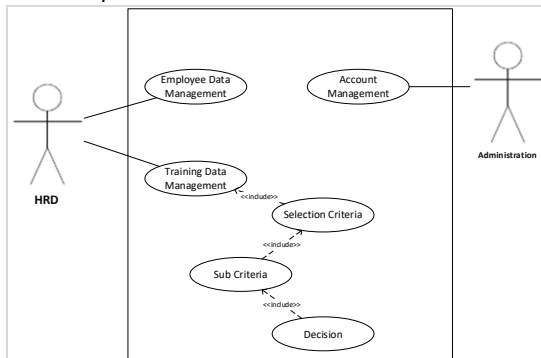 Employee Data
Management
Account
Management
Administration
Training Data
Management
HRD
<<include>>
Selection Criteria
<<include>>
Sub Criteria
<<include>>
Decision